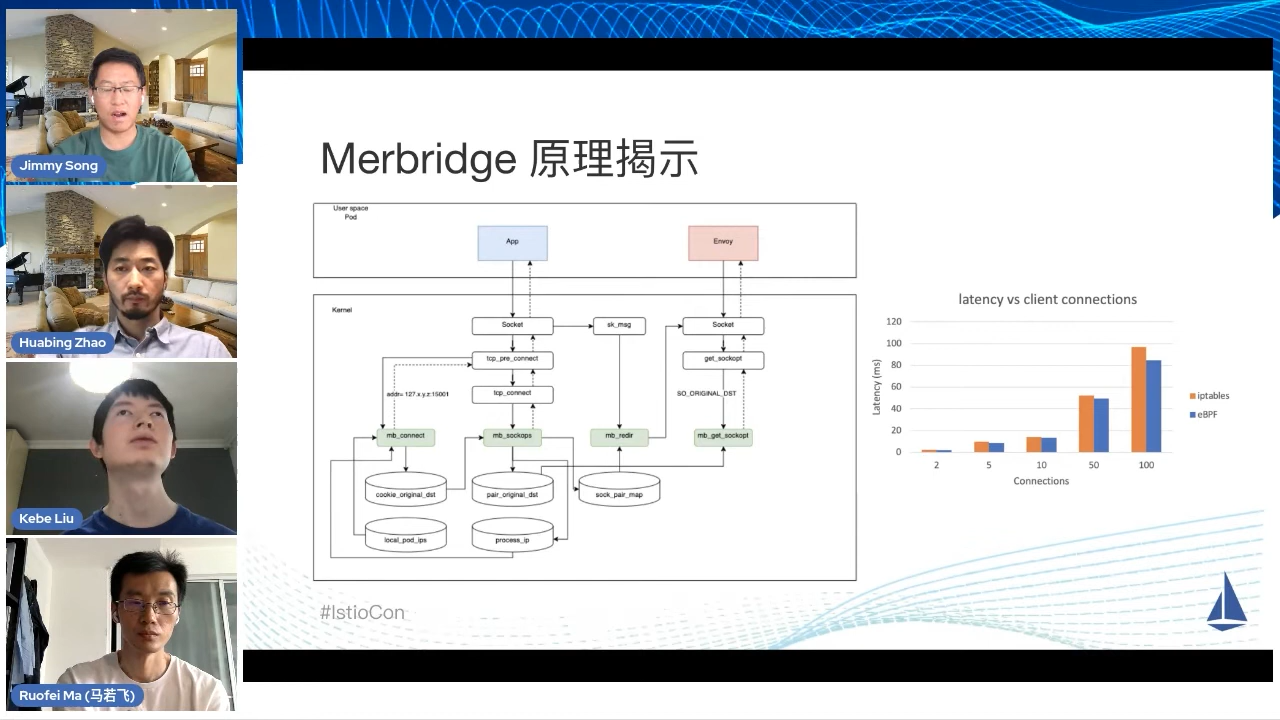 Jimmy Song
Huabing Zhao
Kebe Liu
Ruofei Ma (马若飞)
Merbridge 原理揭示
User space
Pod
App
Envoy
Kernel
Socket
sk_msg
Socket
tcp_pre_connect
get_sockopt
addr= 127.x.y.z:15001
tcp_connect
SO_ORIGINAL_DST
mb_connect
mb_sockops
mb_redir
mb_get_sockopt
cookie_original_dst
pair_original_dst
sock_pair_map
local_pod_ips
process_ip
latency vs client connections
120
100
80
60
40
20
0
Latency (ms)
2
5
10
50
100
Connections
iptables
eBPF
#IstioCon